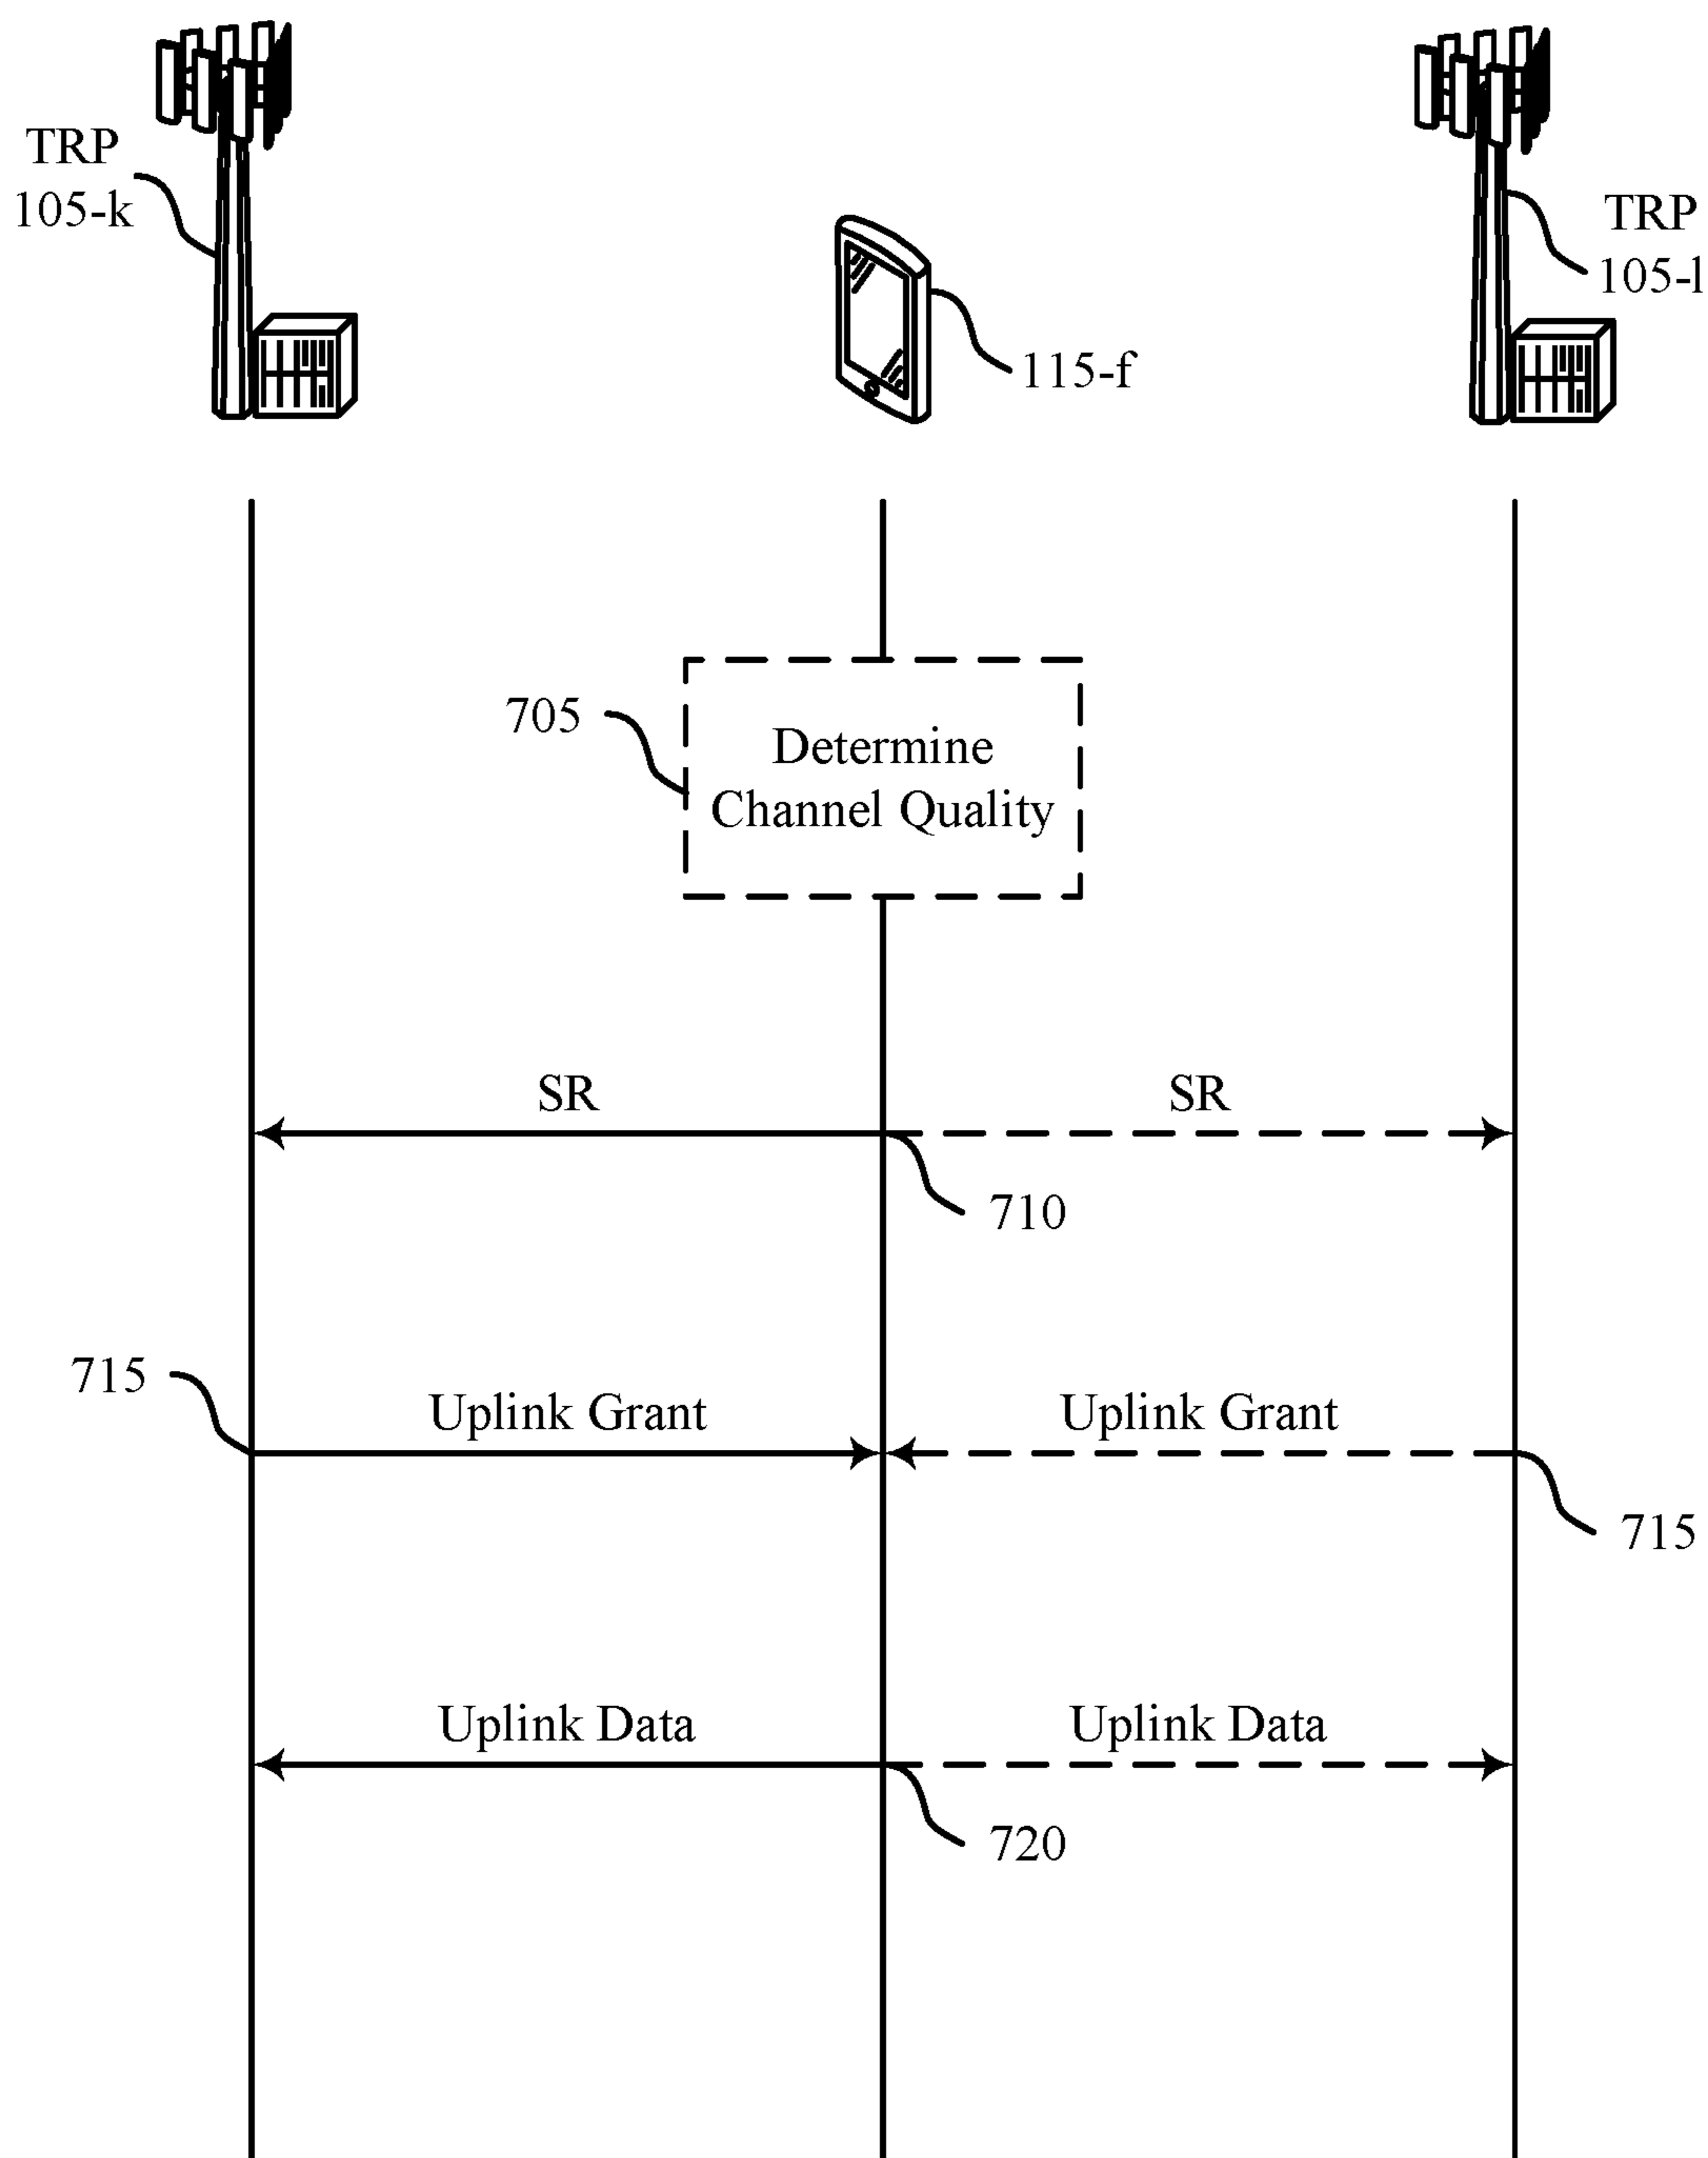 TRP
105-k
TRP
105-l
115-f
705
Determine
Channel Quality
SR
SR
710
715
Uplink Grant
Uplink Grant
715
Uplink Data
Uplink Data
720